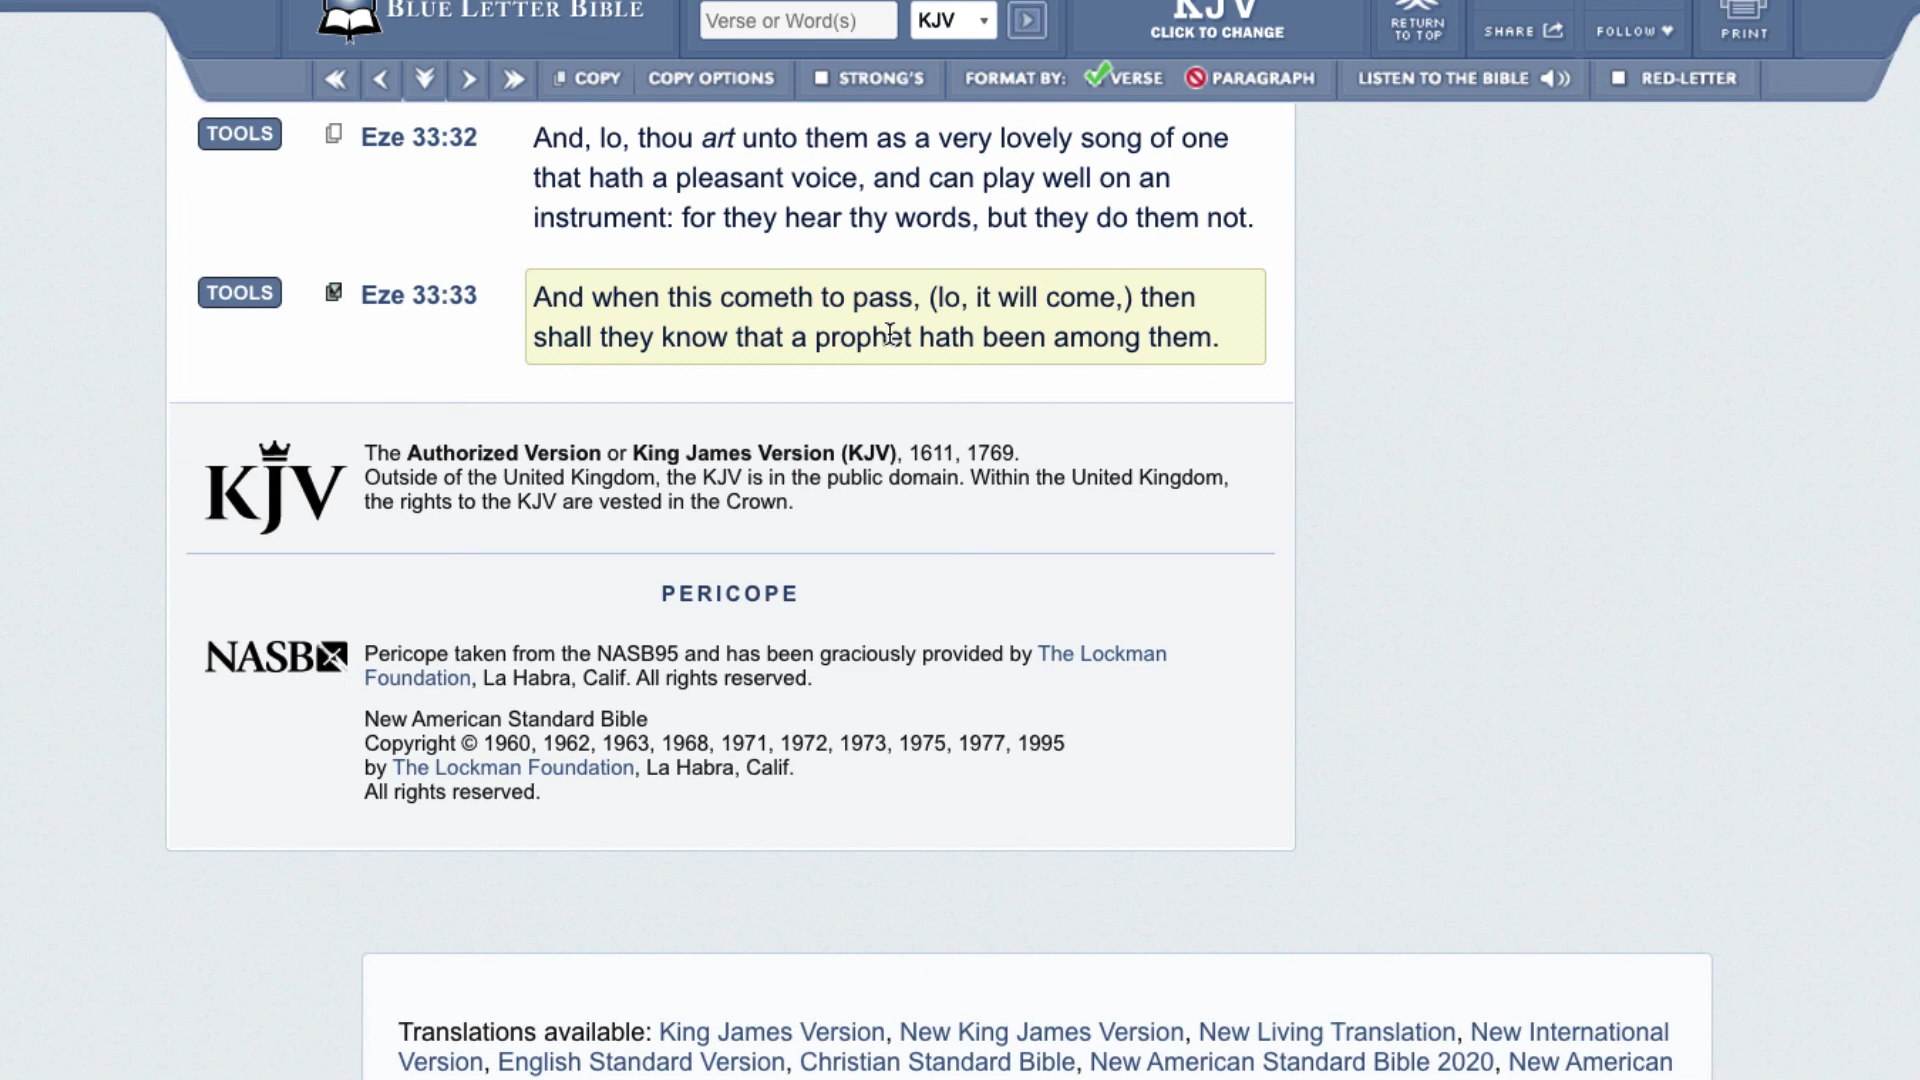 BLUE LETTER BIBLE
Verse or Word(s)
KJV
KJV
CLICK TO CHANGE
RETURN
TO TOP
SHARE
FOLLOW
PRINT
COPY
COPY OPTIONS
STRONG'S
FORMAT BY:
VERSE
PARAGRAPH
LISTEN TO THE BIBLE
RED-LETTER
TOOLS
Eze 33:32
And, lo, thou art unto them as a very lovely song of one
that hath a pleasant voice, and can play well on an
instrument: for they hear thy words, but they do them not.
TOOLS
Eze 33:33
And when this cometh to pass, (lo, it will come,) then
shall they know that a prophet hath been among them.
KJV
The Authorized Version or King James Version (KJV), 1611, 1769.
Outside of the United Kingdom, the KJV is in the public domain. Within the United Kingdom,
the rights to the KJV are vested in the Crown.
PERICOPE
NASB
Pericope taken from the NASB95 and has been graciously provided by The Lockman
Foundation, La Habra, Calif. All rights reserved.
New American Standard Bible
Copyright © 1960, 1962, 1963, 1968, 1971, 1972, 1973, 1975, 1977, 1995
by The Lockman Foundation, La Habra, Calif.
All rights reserved.
Translations available: King James Version, New King James Version, New Living Translation, New International
Version, English Standard Version, Christian Standard Bible, New American Standard Bible 2020, New American